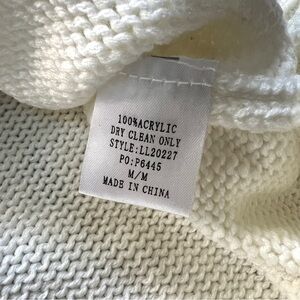 100%ACRYLIC
DRY CLEAN ONLY
STYLE:LL20227
PO:P6445
M/M
MADE IN CHINA